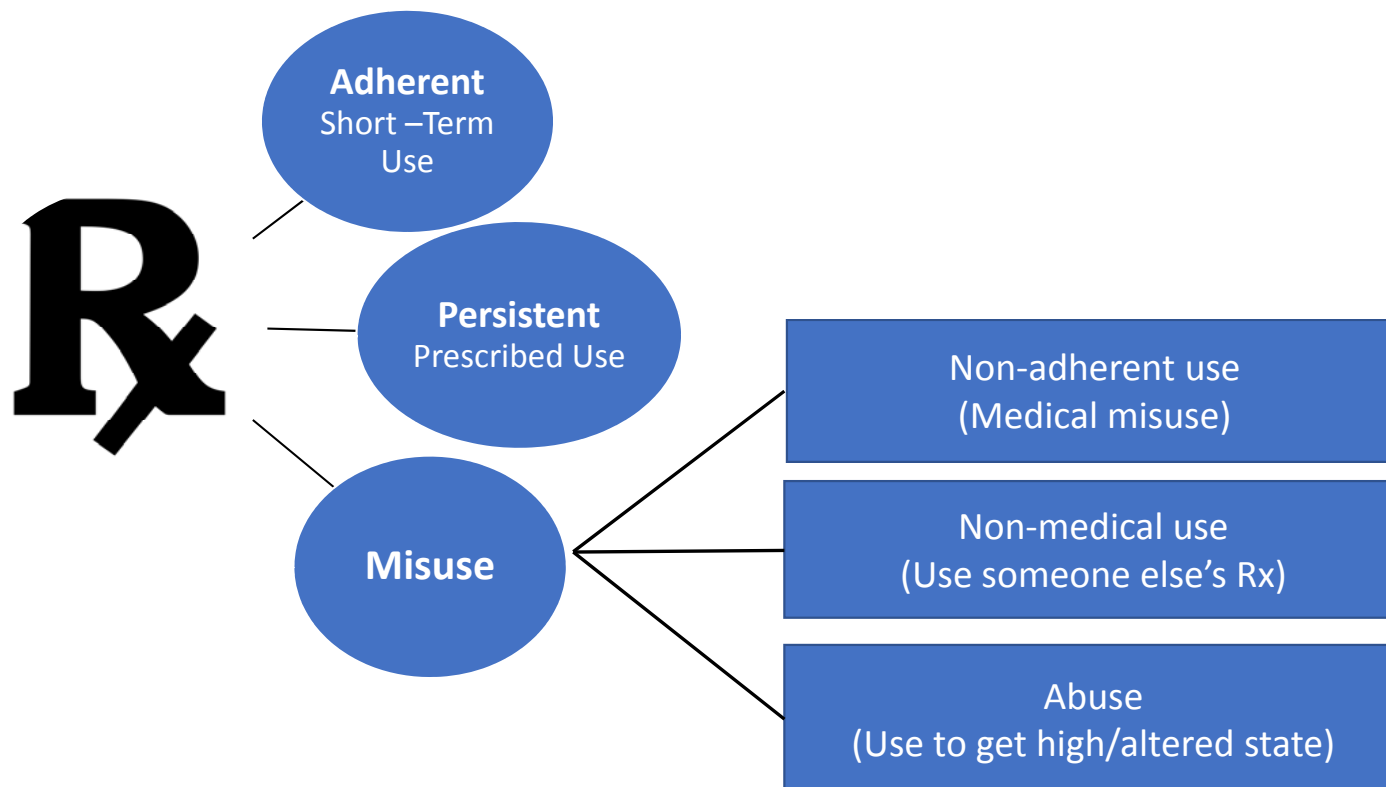 Adherent
Short –Term
Use
Rx
Persistent
Prescribed Use
Misuse
Non-adherent use
(Medical misuse)
Non-medical use
(Use someone else’s Rx)
Abuse
(Use to get high/altered state)